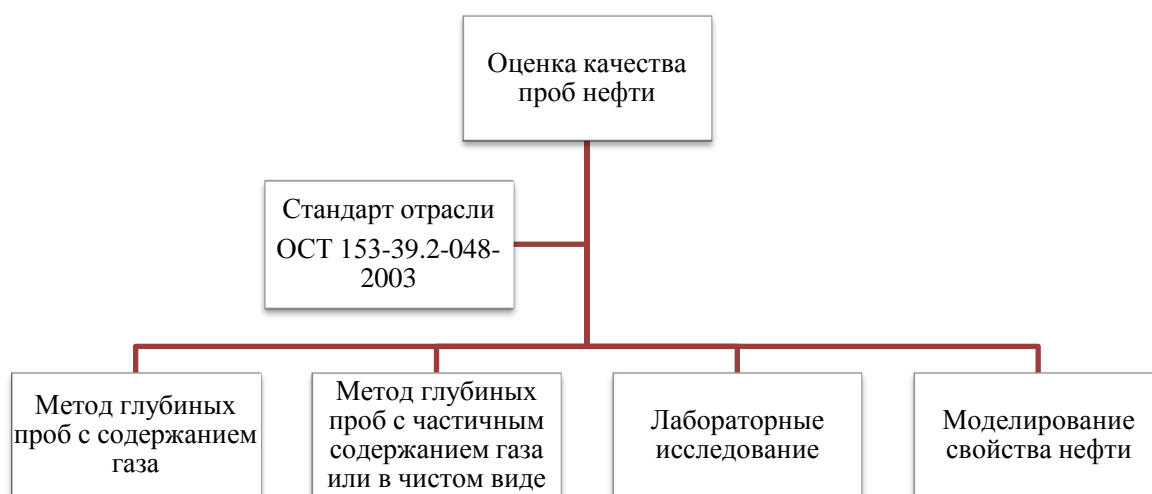 Оценка качества
проб нефти
Стандарт отрасли
ОСТ 153-39.2-048-
2003
Метод глубиных
проб с содержанием
газа
Метод глубиных
проб с частичным
содержанием газа
или в чистом виде
Лабораторные
исследование
Моделирование
свойства нефти